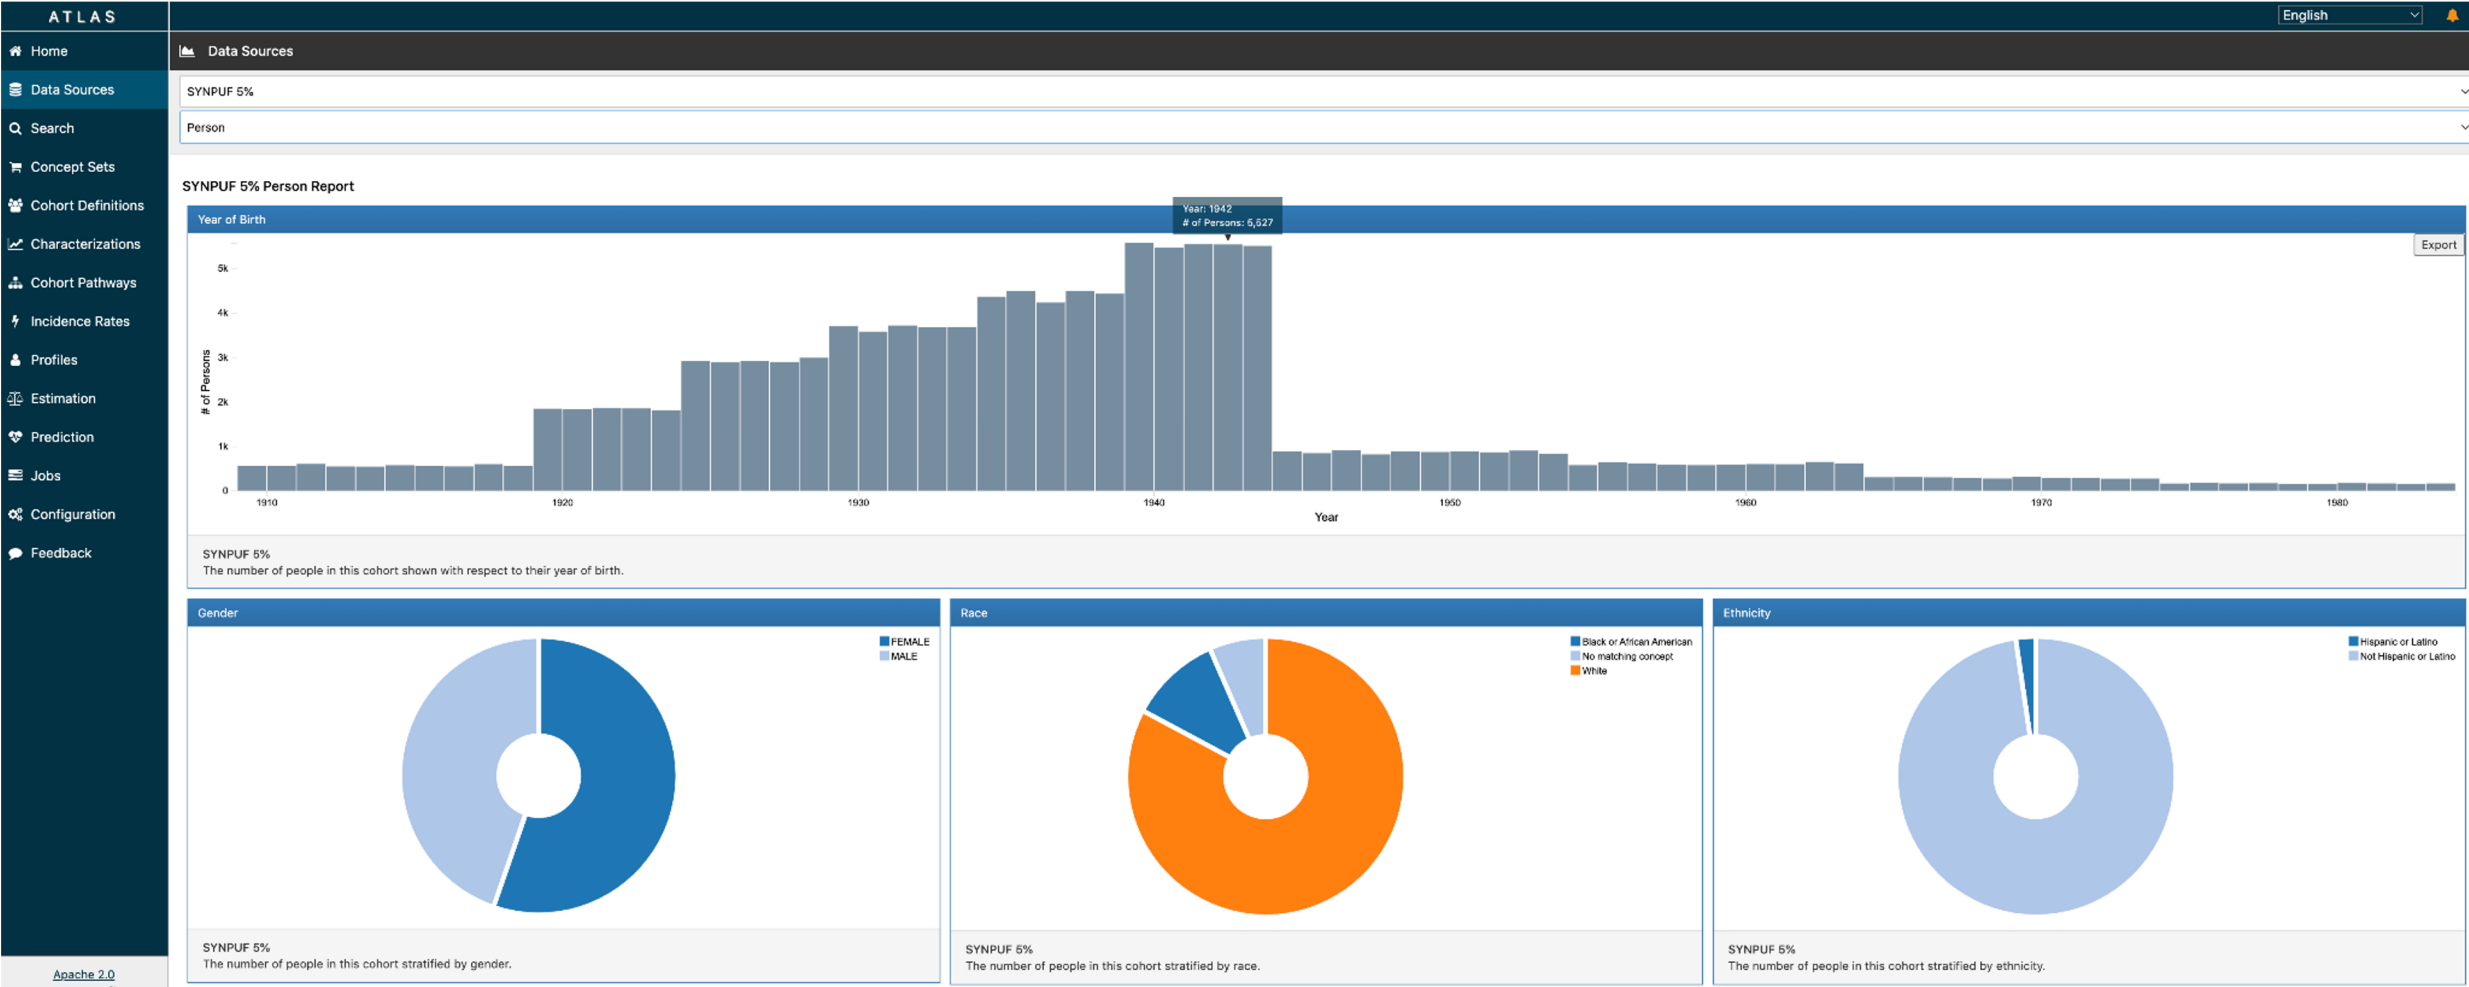 ATLAS
English
Home
Data Sources
Search
Concept Sets
Cohort Definitions
Characterizations
Cohort Pathways
Incidence Rates
Profiles
Estimation
Prediction
Jobs
Configuration
Feedback
Apache 2.0
Data Sources
SYNPUF 5%
Person
SYNPUF 5% Person Report
Year of Birth
Year: 1942
# of Persons: 5,527
Export
5k
4k
3k
2k
1k
0
# of Persons
1910 1920 1930 1940 1950 1960 1970 1980
Year
SYNPUF 5%
The number of people in this cohort shown with respect to their year of birth.
Gender
FEMALE
MALE
SYNPUF 5%
The number of people in this cohort stratified by gender.
Race
Black or African American
No matching concept
White
SYNPUF 5%
The number of people in this cohort stratified by race.
Ethnicity
Hispanic or Latino
Not Hispanic or Latino
SYNPUF 5%
The number of people in this cohort stratified by ethnicity.